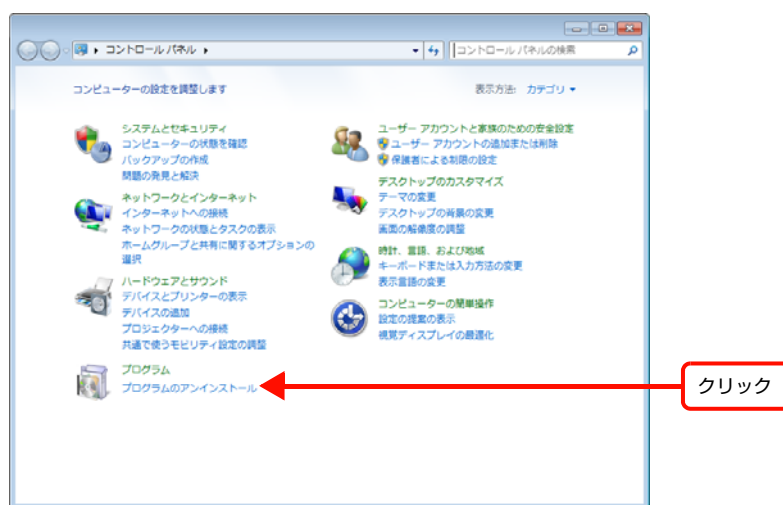 コントロール パネル
コントロール パネルの検索
コンピューターの設定を調整します
表示方法: カテゴリ
システムとセキュリティ
コンピューターの状態を確認
バックアップの作成
問題の発見と解決
ネットワークとインターネット
インターネットへの接続
ネットワークの状態とタスクの表示
ホームグループと共有に関するオプションの
選択
ハードウェアとサウンド
デバイスとプリンターの表示
デバイスの追加
プロジェクターへの接続
共通で使うモビリティ設定の調整
プログラム
プログラムのアンインストール
ユーザー アカウントと家族のための安全設定
ユーザー アカウントの追加または削除
保護者による制限の設定
デスクトップのカスタマイズ
テーマの変更
デスクトップの背景の変更
画面の解像度の調整
時計、言語、および地域
キーボードまたは入力方法の変更
表示言語の変更
コンピューターの簡単操作
設定の提案の表示
視覚ディスプレイの最適化
クリック